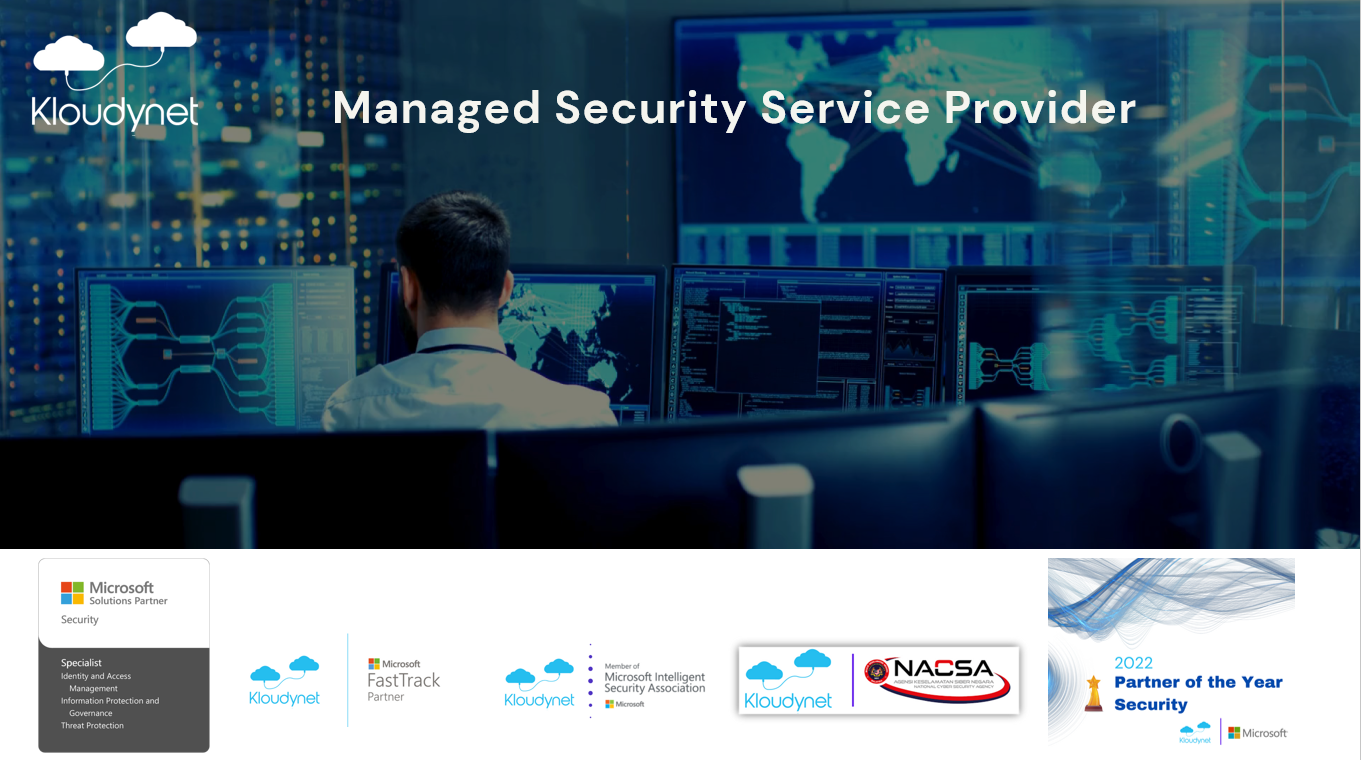 Kloudynet
Managed Security Service Provider
Microsoft
Solutions Partner
Security
Specialist
Identity and Access
Management
Information Protection and
Governance
Threat Protection
Kloudynet
Microsoft
FastTrack
Partner
Kloudynet
Member of
Microsoft Intelligent
Security Association
Microsoft
Kloudynet
NACSA
AGENSI KESELAMATAN SIBER NEGARA
NATIONAL CYBER SECURITY AGENCY
2022
Partner of the Year
Security
Kloudynet
Microsoft